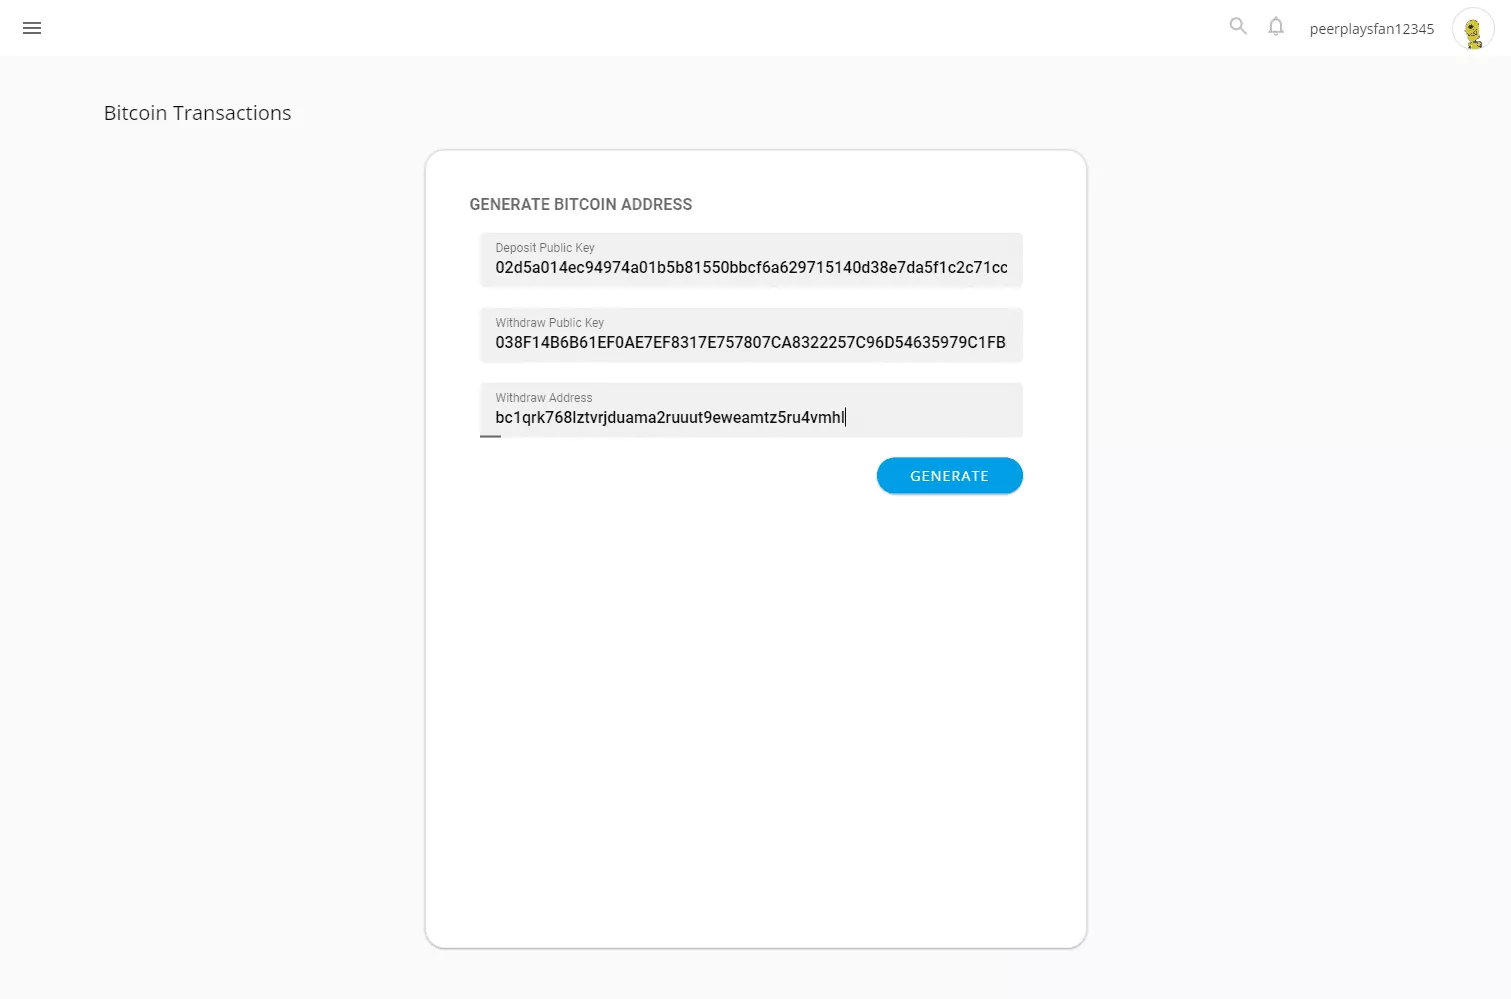 peerplaysfan12345
Bitcoin Transactions
GENERATE BITCOIN ADDRESS
Deposit Public Key
02d5a014ec94974a01b5b81550bbcf6a629715140d38e7da5f1c2c71cc
Withdraw Public Key
038F14B6B61EF0AE7EF8317E757807CA8322257C96D54635979C1FB
Withdraw Address
bc1qrk768lztvrjduama2ruuut9eweamtz5ru4vmhl
GENERATE